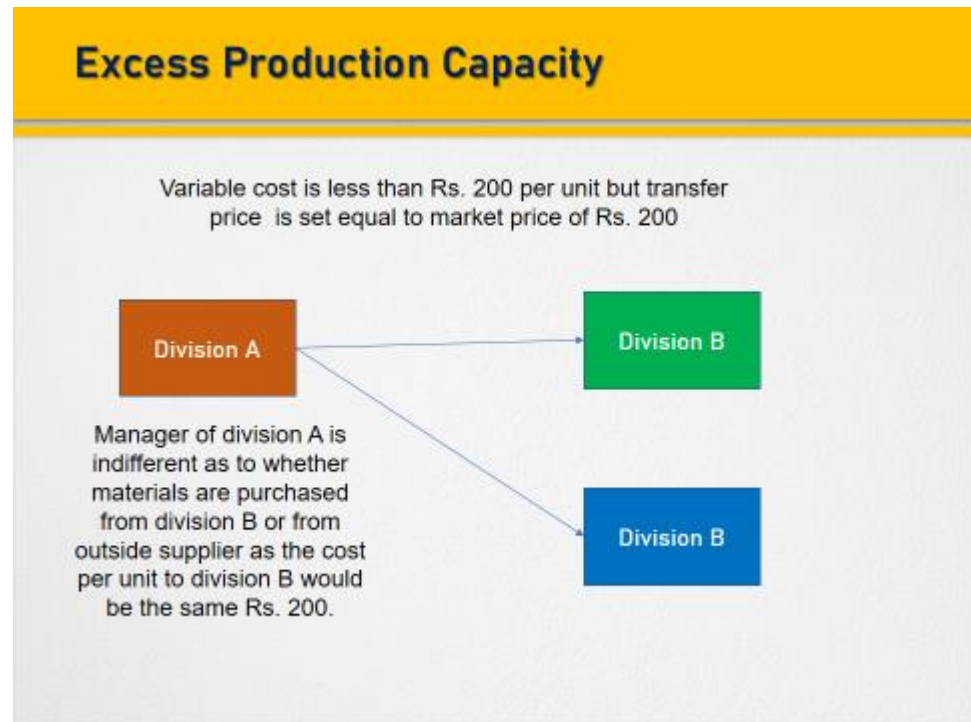 Excess Production Capacity
Variable cost is less than Rs. 200 per unit but transfer
price is set equal to market price of Rs. 200
Division A
Division B
Manager of division A is
indifferent as to whether
materials are purchased
from division B or from
outside supplier as the cost
per unit to division B would
be the same Rs. 200.
Division B